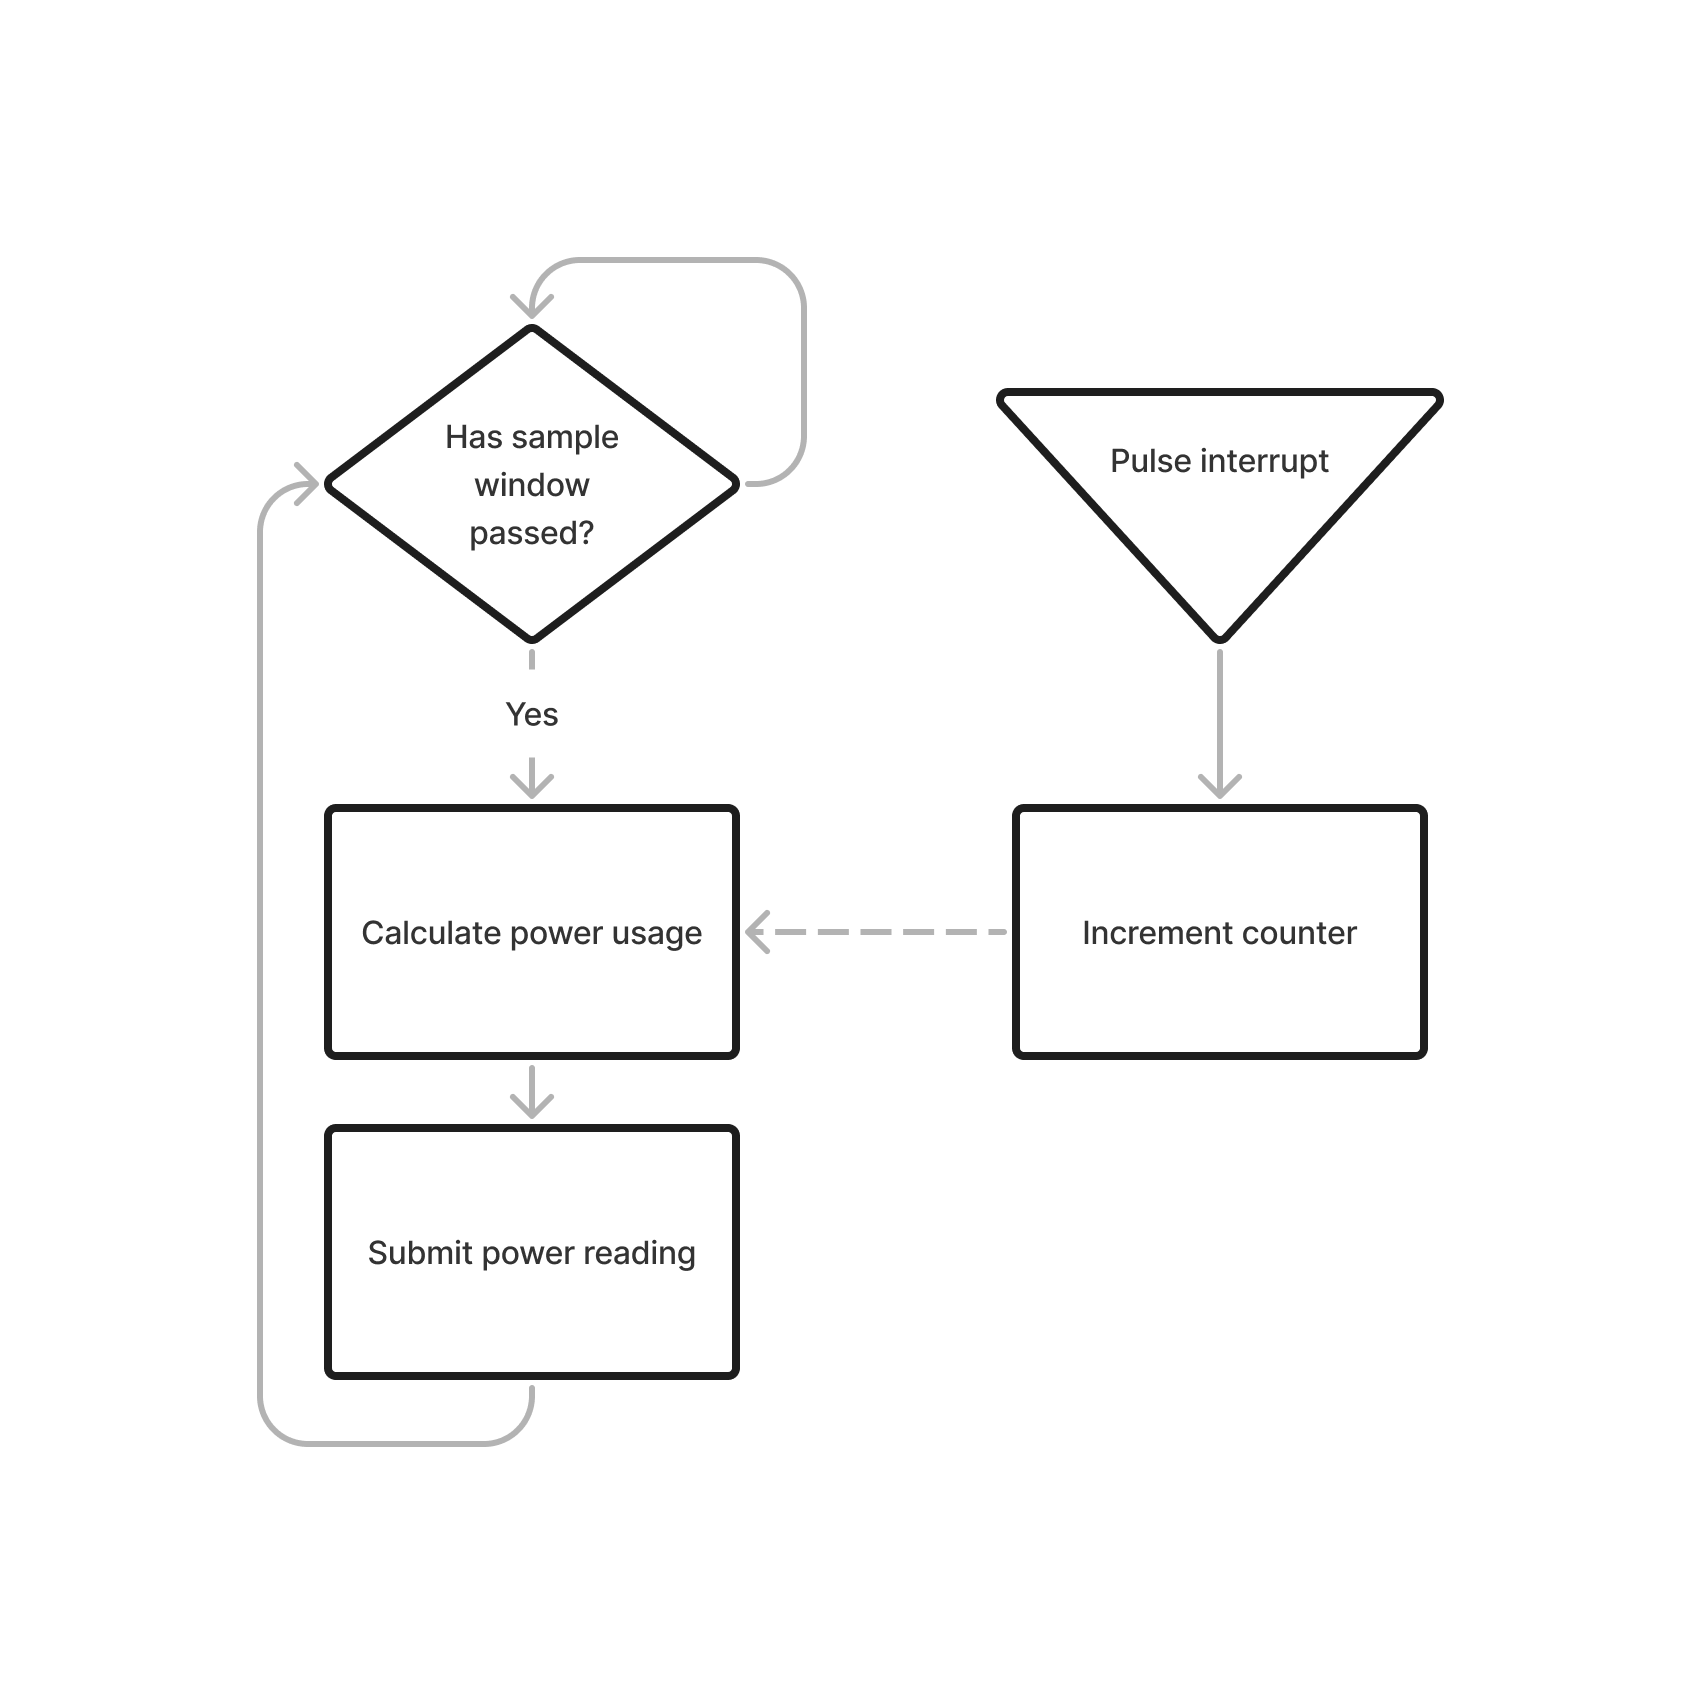 Has sample
window
passed?
Pulse interrupt
Yes
Calculate power usage
Increment counter
Submit power reading